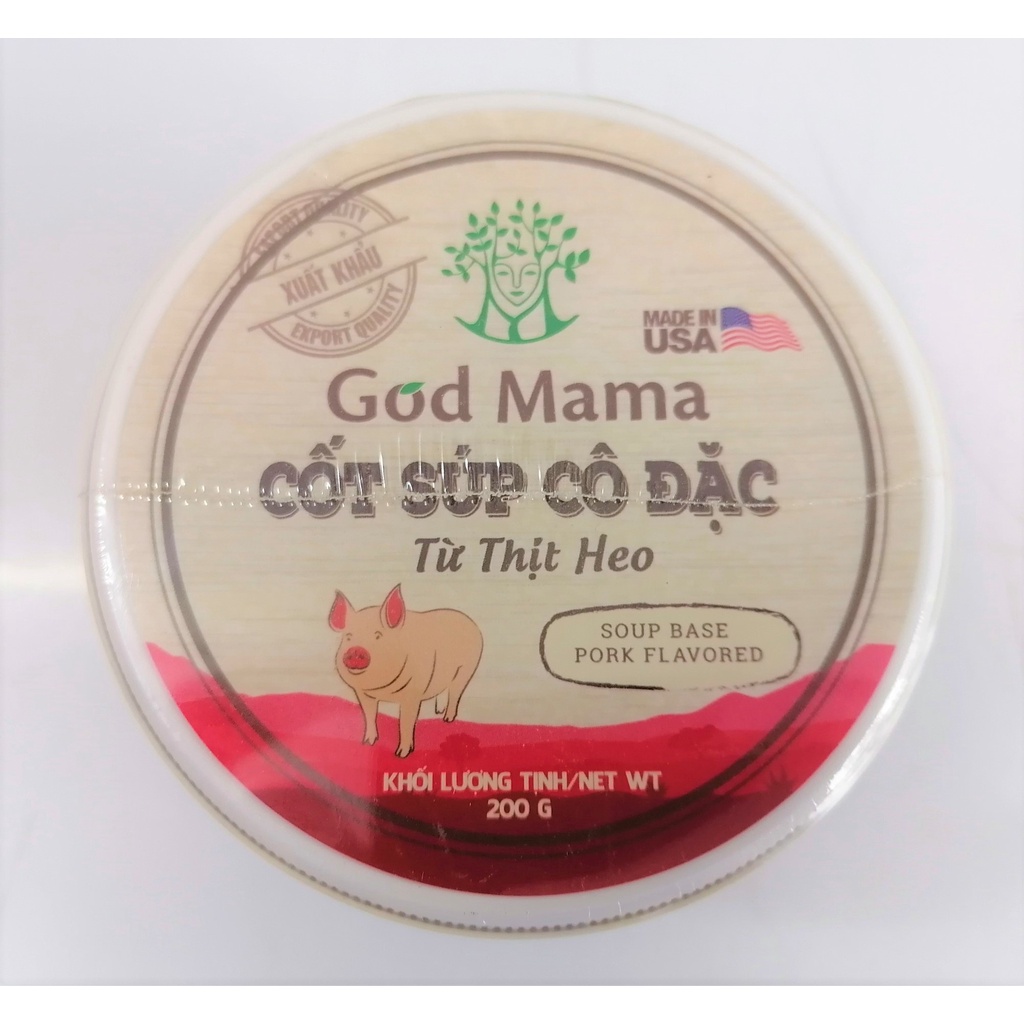 EXPORT QUALITY
XUẤT KHẨU
EXPORT QUALITY
MADE IN
USA
God Mama
CỐT SÚP CÔ ĐẶC
Từ Thịt Heo
SOUP BASE
PORK FLAVORED
KHỐI LƯỢNG TỊNH/NET WT
200 G